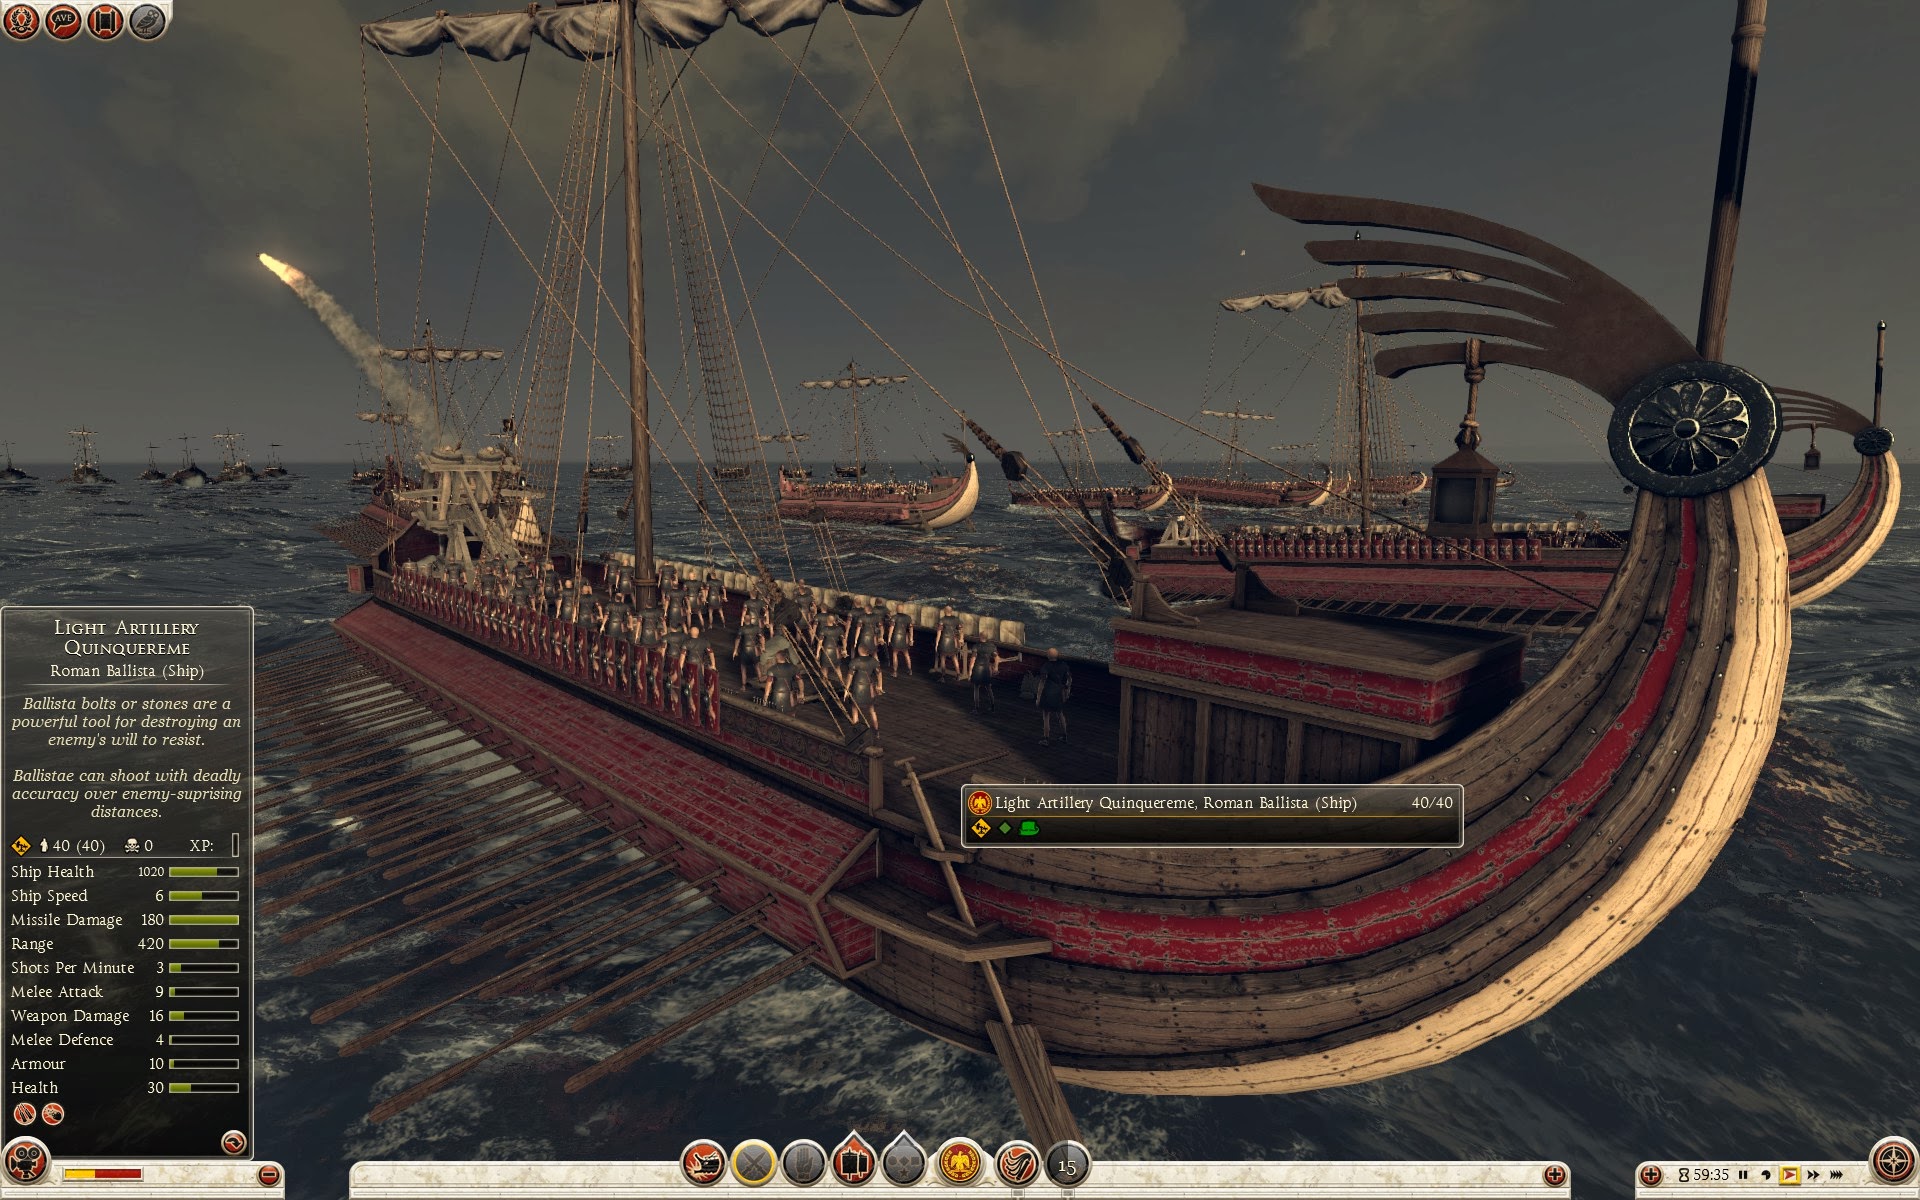 AVE
LIGHT ARTILLERY
QUINQUEREME
Roman Ballista (Ship)
Ballista bolts or stones are a
powerful tool for destroying an
enemy's will to resist.
Ballistae can shoot with deadly
accuracy over enemy-suprising
distances.
40 (40) 0 XP:
Ship Health 1020
Ship Speed 6
Missile Damage 180
Range 420
Shots Per Minute 3
Melee Attack 9
Weapon Damage 16
Melee Defence 4
Armour 10
Health 30
Light Artillery Quinquereme, Roman Ballista (Ship) 40/40
15
59:35